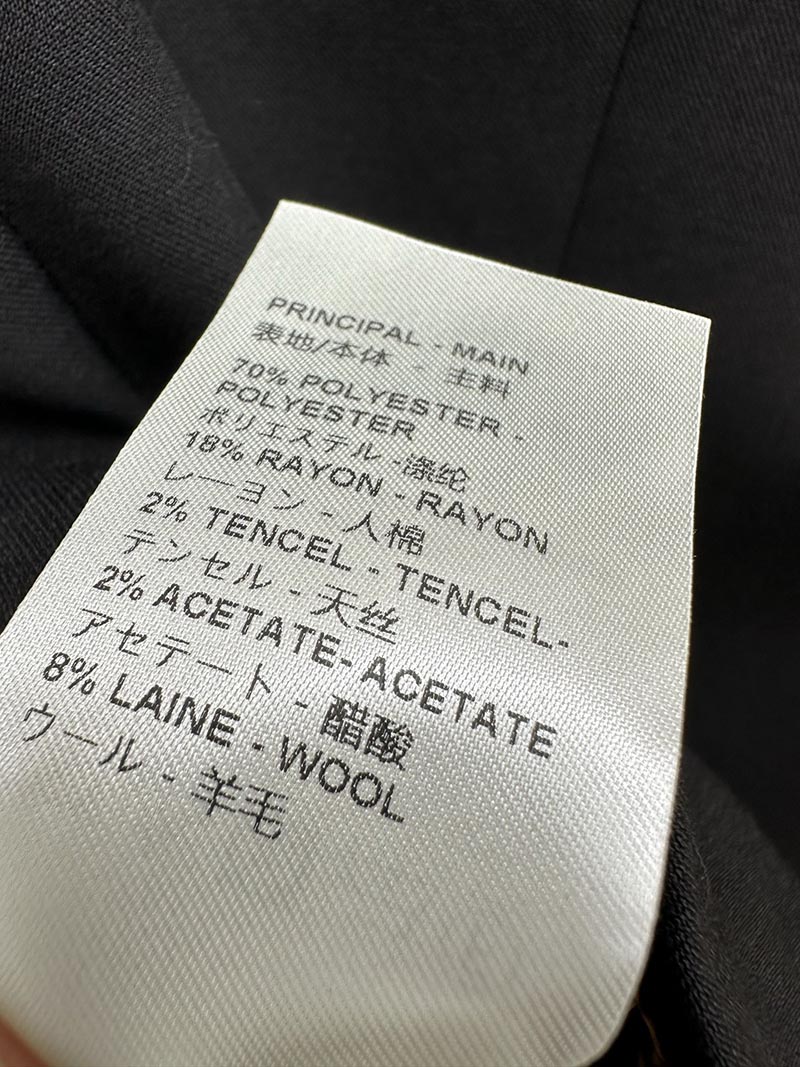 PRINCIPAL - MAIN
表地/本体 - 主料
70% POLYESTER -
POLYESTER
ポリエステル -涤纶
18% RAYON - RAYON
レーヨン - 人棉
2% TENCEL - TENCEL-
テンセル - 天丝
2% ACETATE- ACETATE
アセテート - 醋酸
8% LAINE - WOOL
ウール - 羊毛